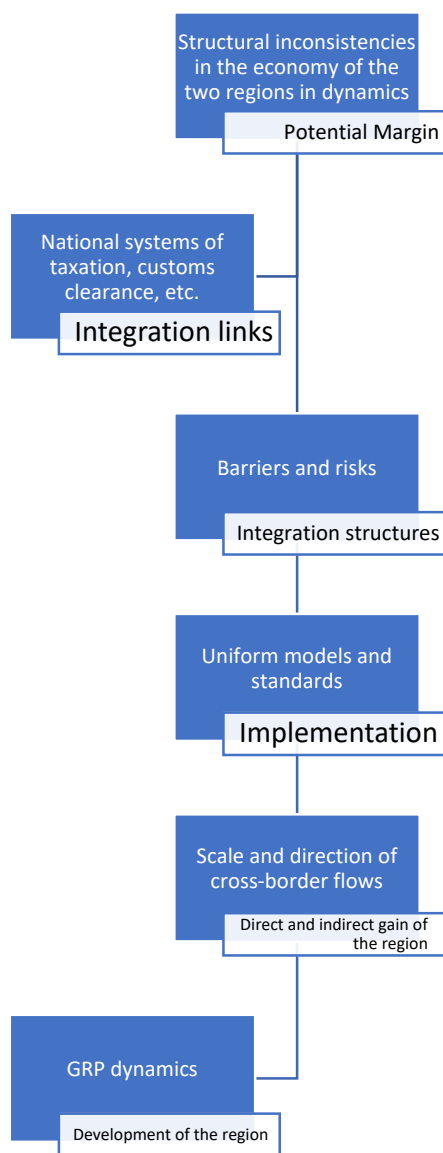 Structural inconsistencies
in the economy of the
two regions in dynamics
Potential Margin
National systems of
taxation, customs
clearance, etc.
Integration links
Barriers and risks
Integration structures
Uniform models and
standards
Implementation
Scale and direction of
cross-border flows
Direct and indirect gain of
the region
GRP dynamics
Development of the region